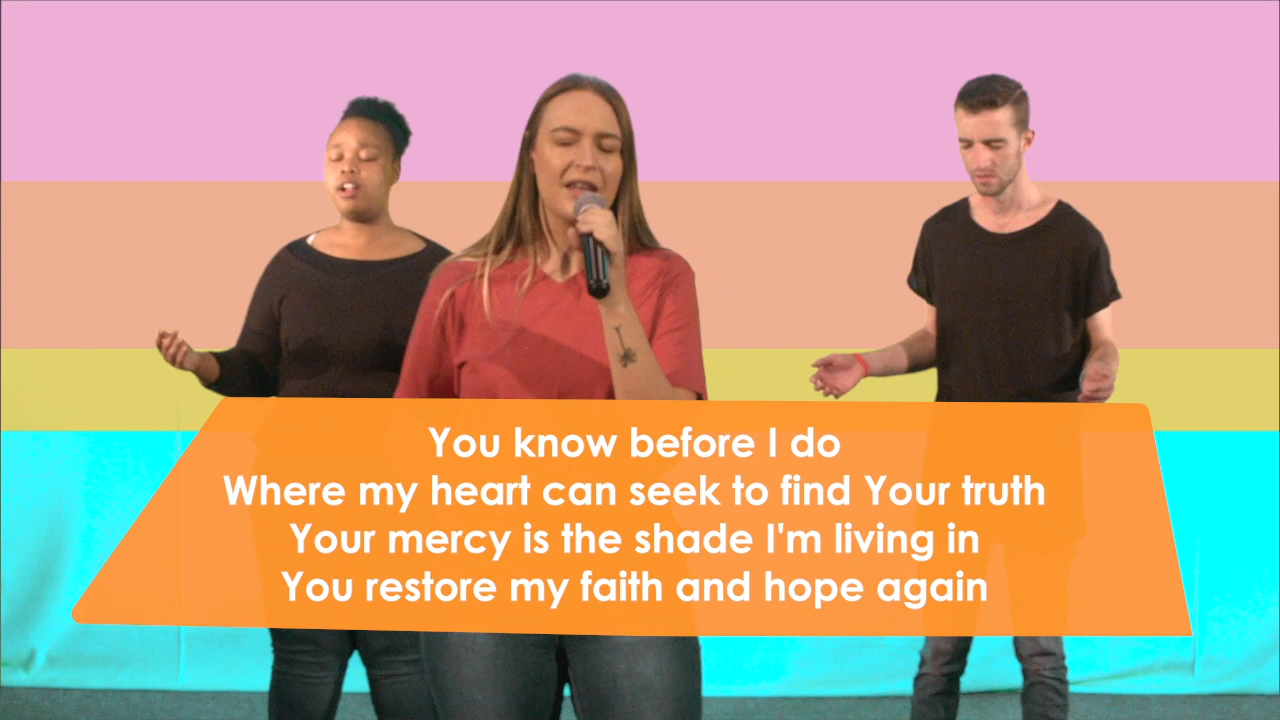 You know before I do
Where my heart can seek to find Your truth
Your mercy is the shade I'm living in
You restore my faith and hope again